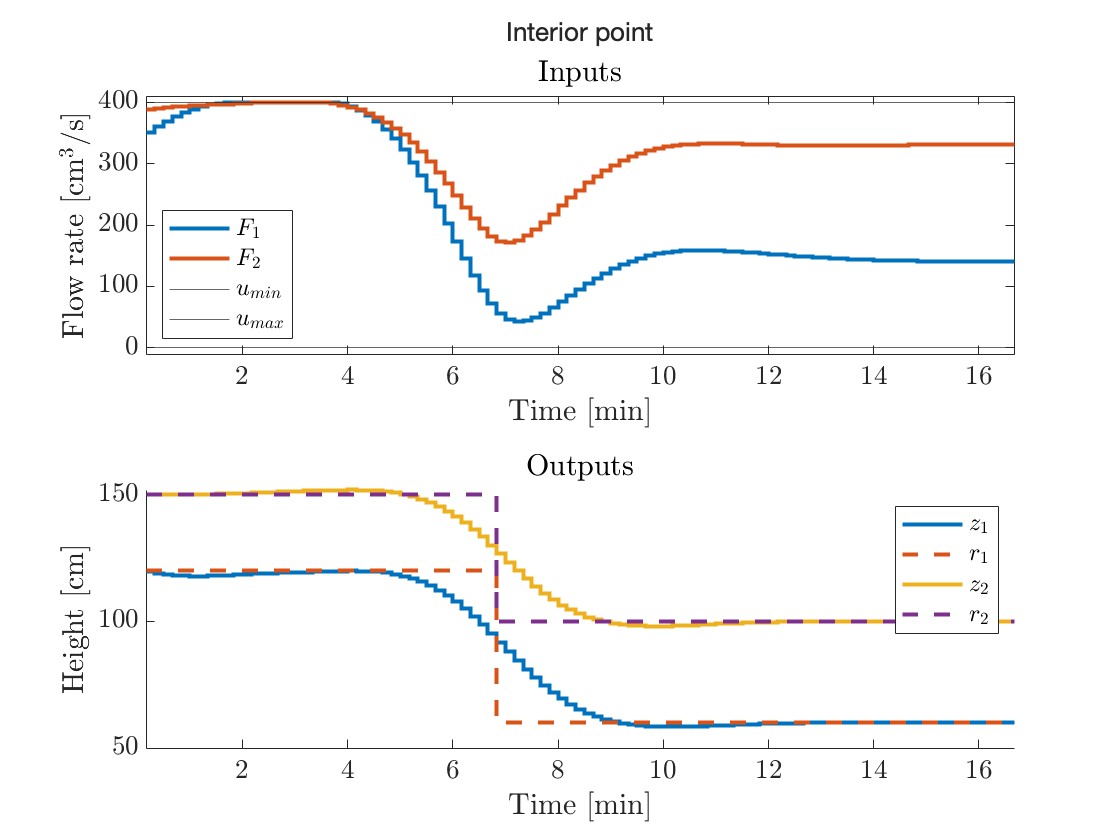 Interior point
Inputs
400
300
200
100
0
Flow rate [cm³/s]
F₁
F₂
uₘᵢₙ
uₘₐₓ
2 4 6 8 10 12 14 16
Time [min]
Outputs
150
100
50
Height [cm]
z₁
r₁
z₂
r₂
2 4 6 8 10 12 14 16
Time [min]